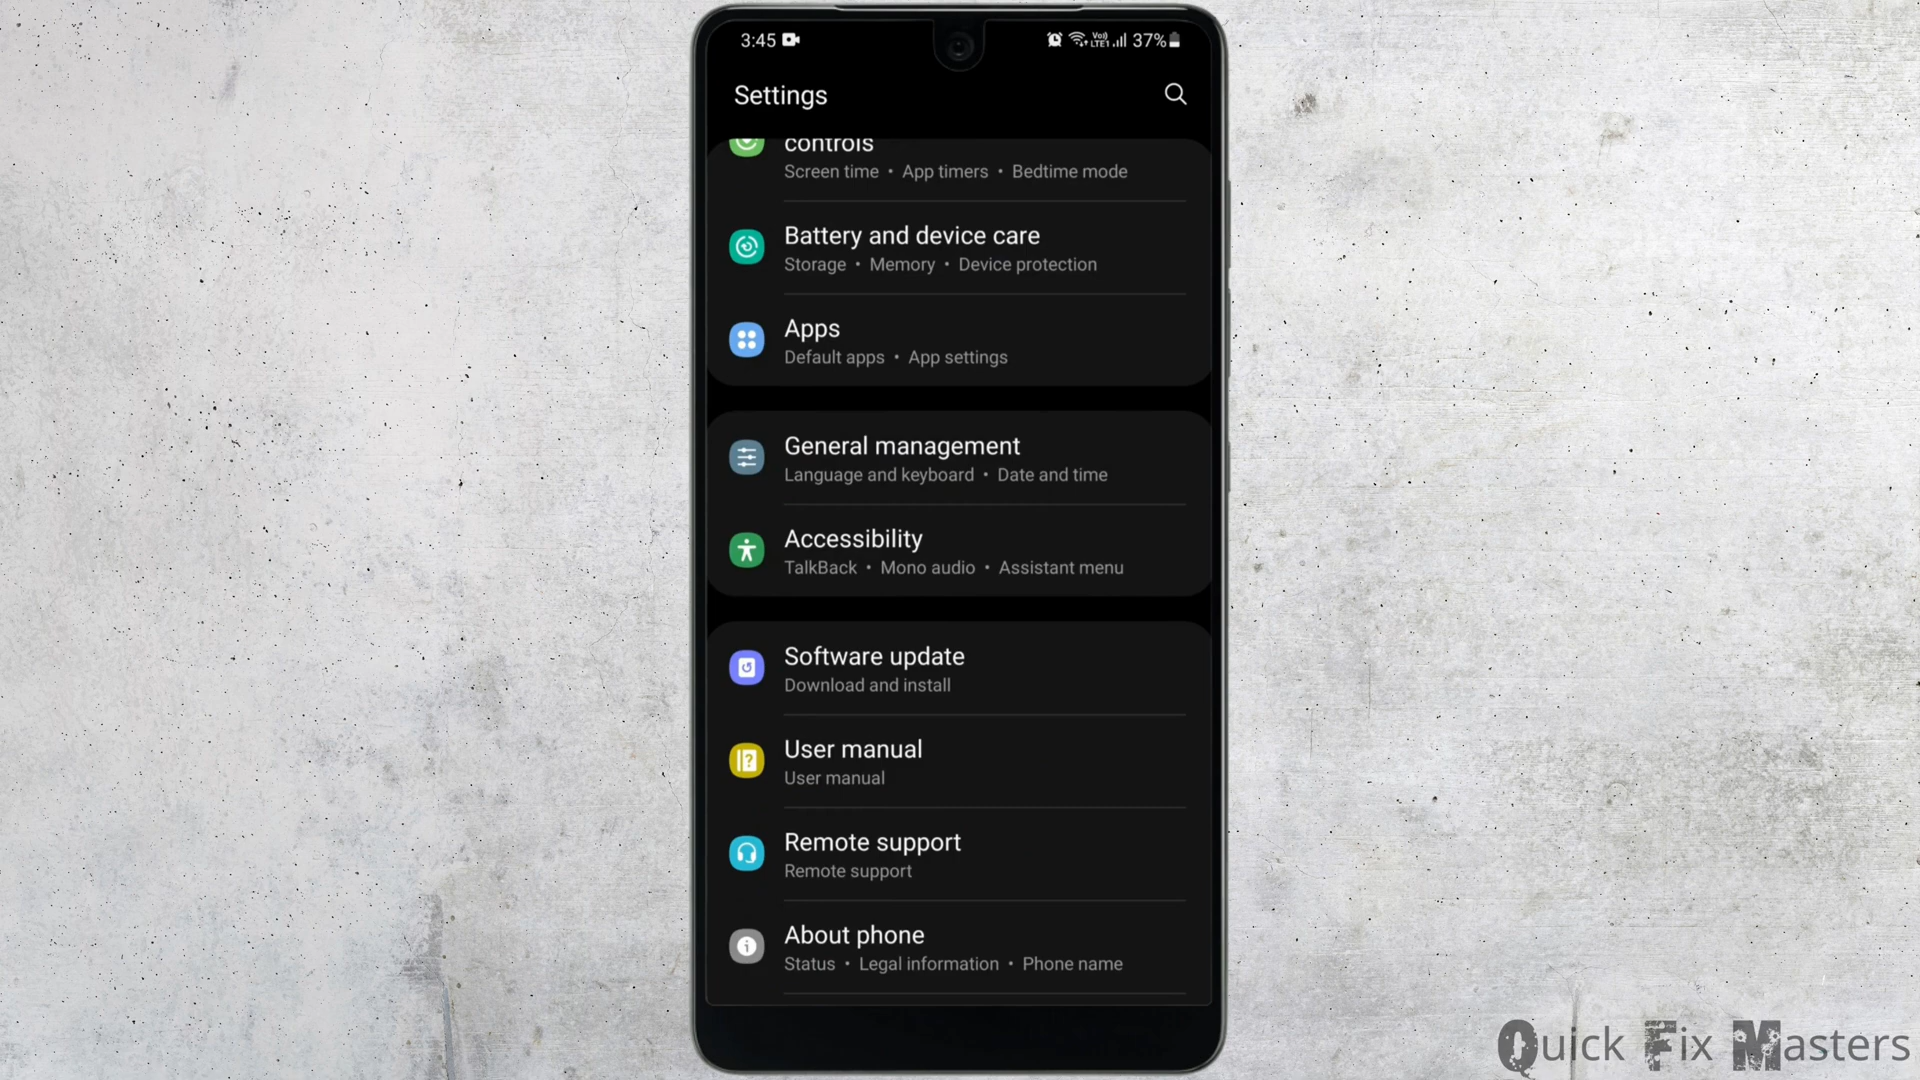 3:45
Vo)) LTE1 37%
Settings
controls
Screen time • App timers • Bedtime mode
Battery and device care
Storage • Memory • Device protection
Apps
Default apps • App settings
General management
Language and keyboard • Date and time
Accessibility
TalkBack • Mono audio • Assistant menu
Software update
Download and install
User manual
User manual
Remote support
Remote support
About phone
Status • Legal information • Phone name
Quick Fix Masters